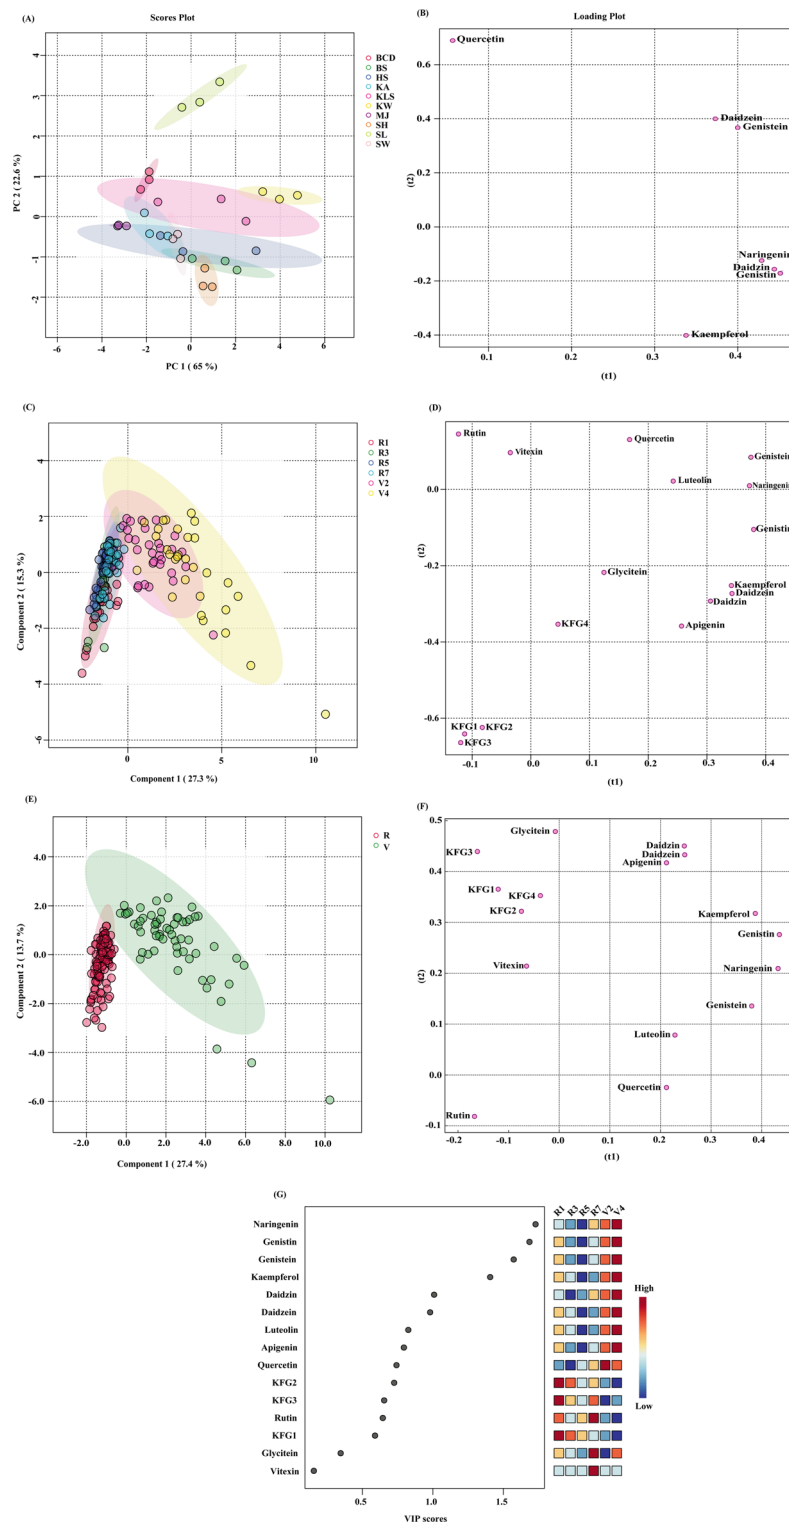 (A)
Scores Plot
4
3
2
1
0
-1
-2
PC 2 ( 22.6 %)
-6
-4
-2
0
2
4
6
PC 1 ( 65 %)
BCD
BS
HS
KA
KLS
KW
MJ
SH
SL
SW
(B)
Loading Plot
0.6
0.4
0.2
0.0
-0.2
-0.4
(t2)
Quercetin
Daidzein
Genistein
Naringenin
Daidzin
Genistin
Kaempferol
0.1
0.2
0.3
0.4
(t1)
(C)
4
2
0
-2
-4
-6
Component 2 ( 15.3 %)
0
5
10
Component 1 ( 27.3 %)
R1
R3
R5
R7
V2
V4
(D)
0.0
-0.2
-0.4
-0.6
(t2)
Rutin
Vitexin
Quercetin
Genistein
Luteolin
Naringenin
Genistin
Glycitein
Kaempferol
Daidzein
Daidzin
KFG4
Apigenin
KFG1
KFG2
KFG3
-0.1
0.0
0.1
0.2
0.3
0.4
(t1)
(E)
4.0
2.0
0.0
-2.0
-4.0
-6.0
Component 2 ( 13.7 %)
-2.0
0.0
2.0
4.0
6.0
8.0
10.0
Component 1 ( 27.4 %)
R
V
(F)
0.5
0.4
0.3
0.2
0.1
0.0
-0.1
(t2)
Glycitein
KFG3
Daidzin
Daidzein
Apigenin
KFG1
KFG4
KFG2
Kaempferol
Genistin
Vitexin
Naringenin
Genistein
Luteolin
Quercetin
Rutin
-0.2
-0.1
0.0
0.1
0.2
0.3
0.4
(t1)
(G)
R1 R3 R5 R7 V2 V4
Naringenin
Genistin
Genistein
Kaempferol
Daidzin
Daidzein
Luteolin
Apigenin
Quercetin
KFG2
KFG3
Rutin
KFG1
Glycitein
Vitexin
High
Low
0.5
1.0
1.5
VIP scores